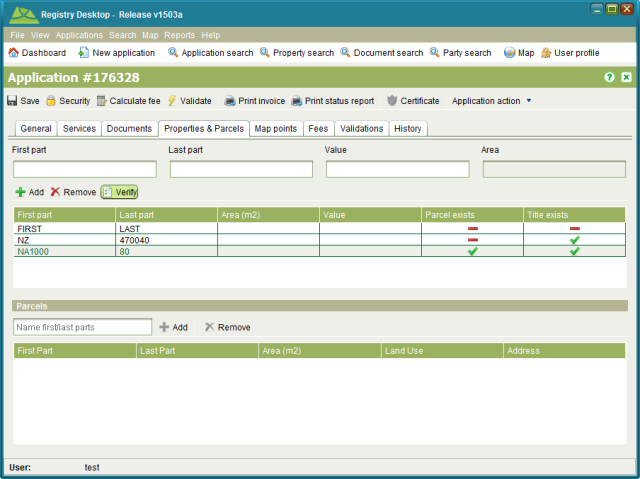 Registry Desktop - Release v1503a
File View Applications Search Map Reports Help
Dashboard New application Application search Property search Document search Party search Map User profile
Application #176328
Save Security Calculate fee Validate Print invoice Print status report Certificate Application action
General Services Documents Properties & Parcels Map points Fees Validations History
First part Last part Value Area
Add Remove Verify
First part Last part Area (m2) Value Parcel exists Title exists
FIRST LAST
NZ 470040
NA1000 80
Parcels
Name first/last parts Add Remove
First Part Last Part Area (m2) Land Use Address
User: test